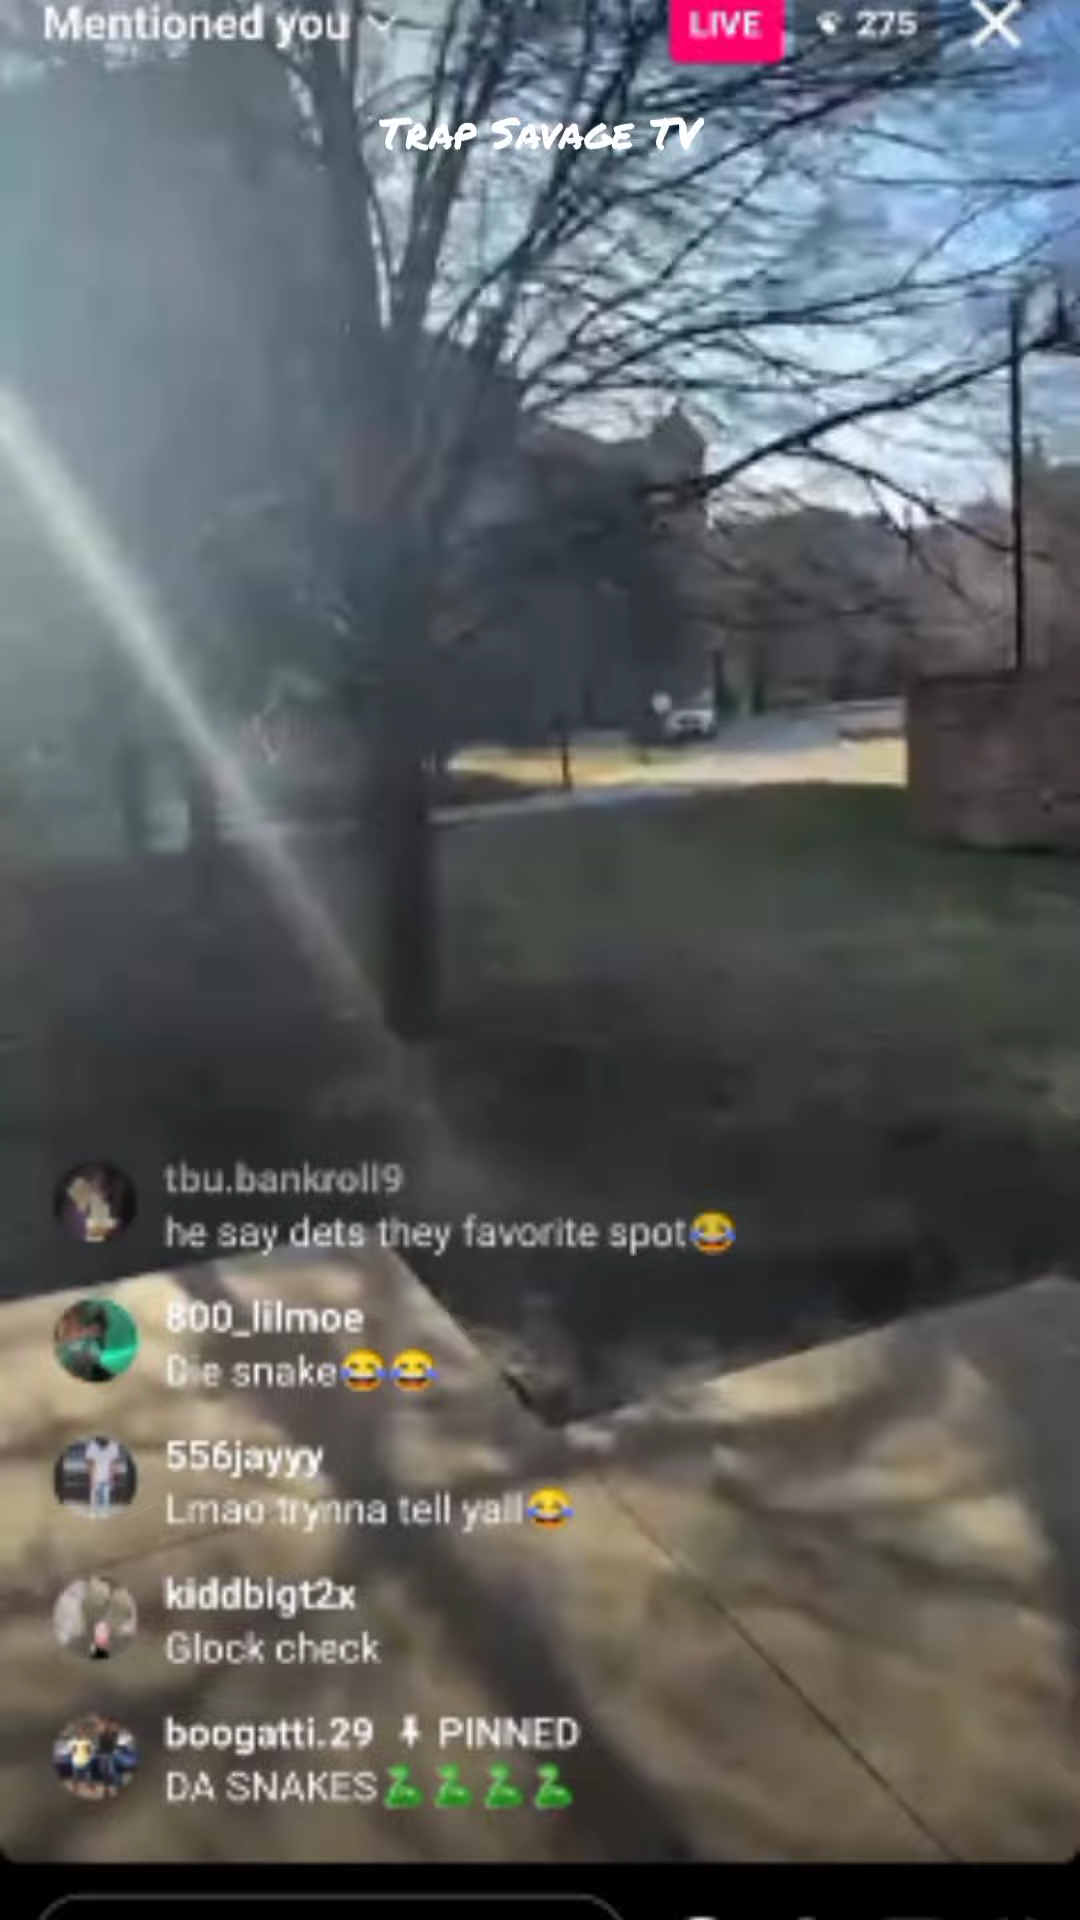 Mentioned you
LIVE 275
TRAP SAVAGE TV
tbu.bankroll9
he say dets they favorite spot😂
800_lilmoe
Die snake😂😂
556jayyy
Lmao trynna tell yall😂
kiddbigt2x
Glock check
boogatti.29 PINNED
DA SNAKES🐍🐍🐍🐍